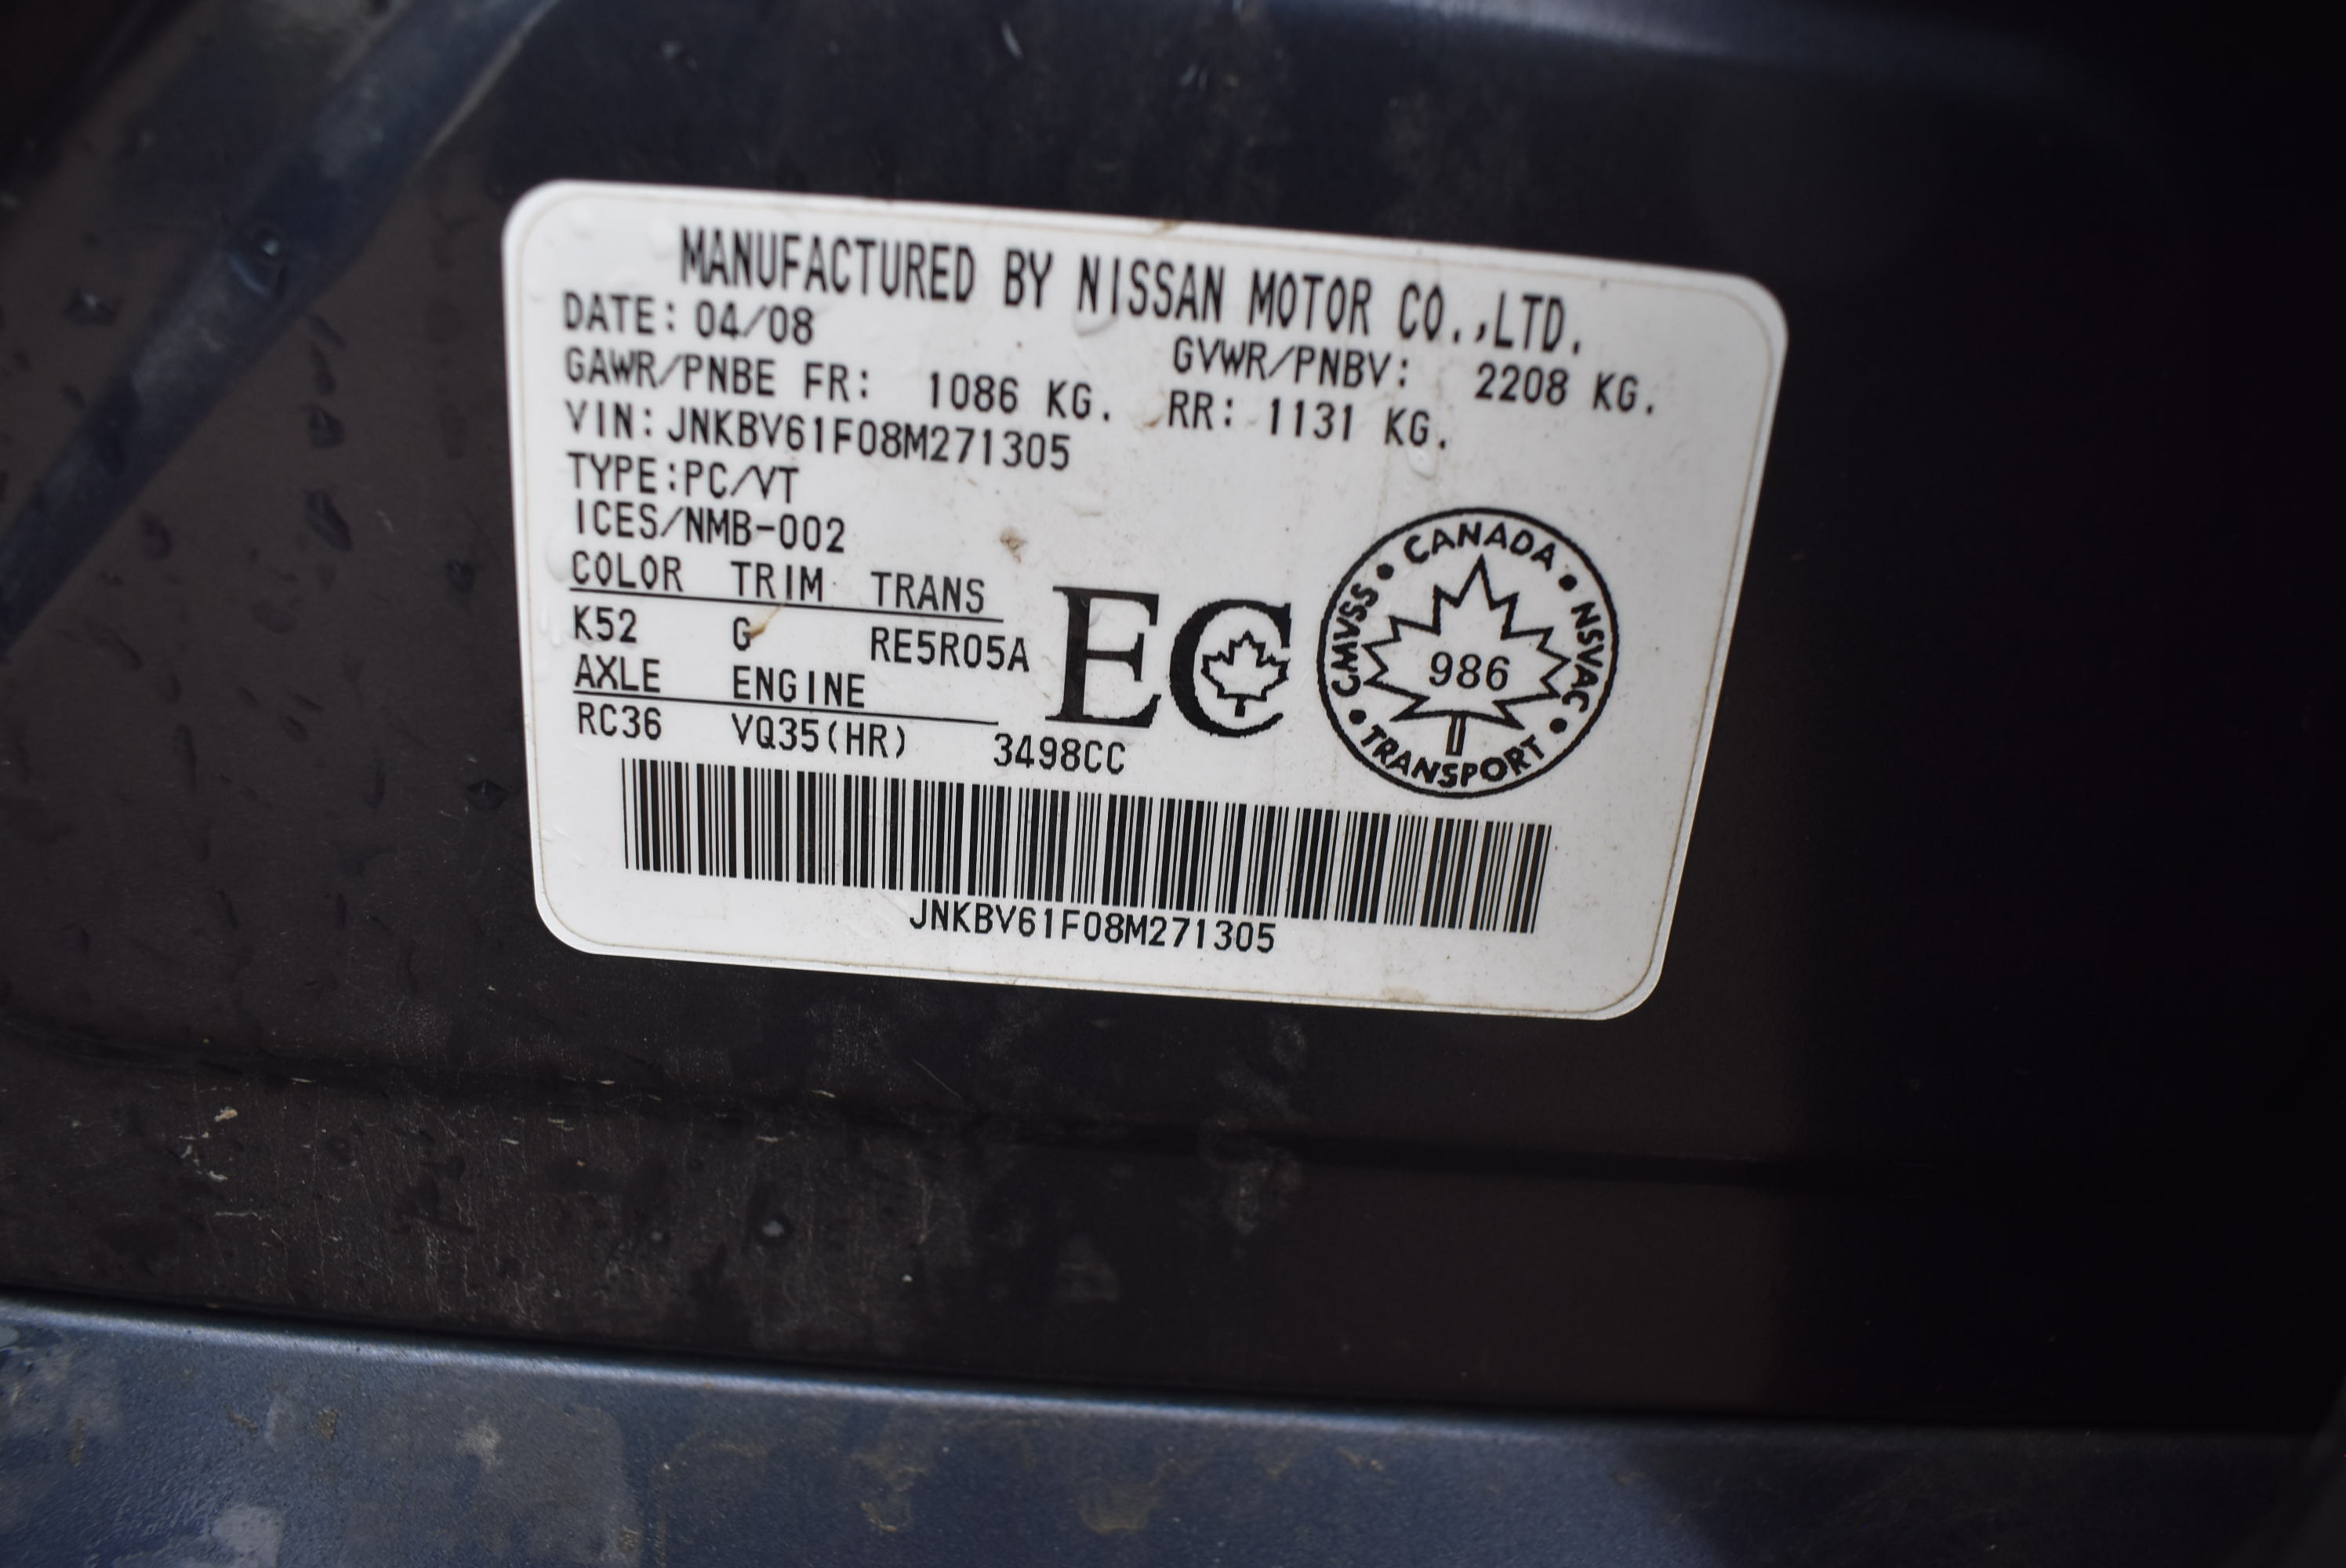 MANUFACTURED BY NISSAN MOTOR CO.,LTD.
DATE: 04/08 GVWR/PNBV: 2208 KG.
GAWR/PNBE FR: 1086 KG. RR: 1131 KG.
VIN: JNKBV61F08M271305
TYPE:PC/VT
ICES/NMB-002
COLOR TRIM TRANS
K52 G RE5R05A
AXLE ENGINE
RC36 VQ35(HR) 3498CC
EC
CANADA • NSVAC • TRANSPORT • CMVSS •
986
JNKBV61F08M271305